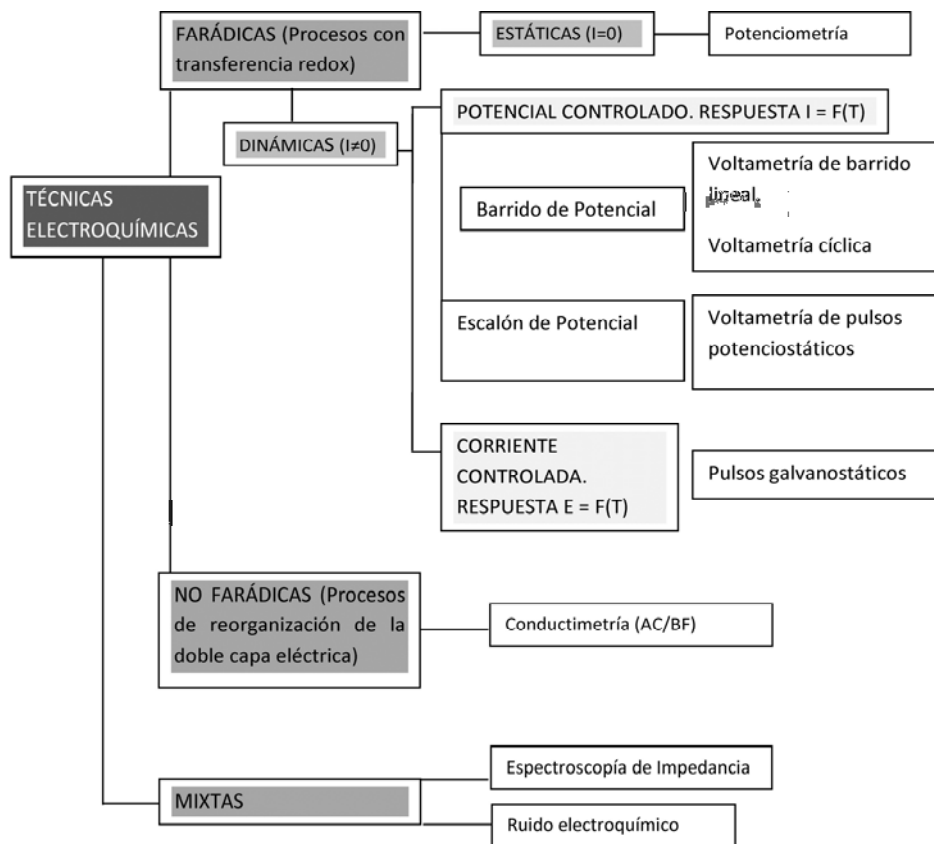 FARÁDICAS (Procesos con
transferencia redox)
ESTÁTICAS (I=0)
Potenciometría
DINÁMICAS (I≠0)
POTENCIAL CONTROLADO. RESPUESTA I = F(T)
TÉCNICAS
ELECTROQUÍMICAS
Barrido de Potencial
Voltametría de barrido
lineal,
Voltametría cíclica
Escalón de Potencial
Voltametría de pulsos
potenciostáticos
CORRIENTE
CONTROLADA.
RESPUESTA E = F(T)
Pulsos galvanostáticos
NO FARÁDICAS (Procesos
de reorganización de la
doble capa eléctrica)
Conductimetría (AC/BF)
MIXTAS
Espectroscopía de Impedancia
Ruido electroquímico